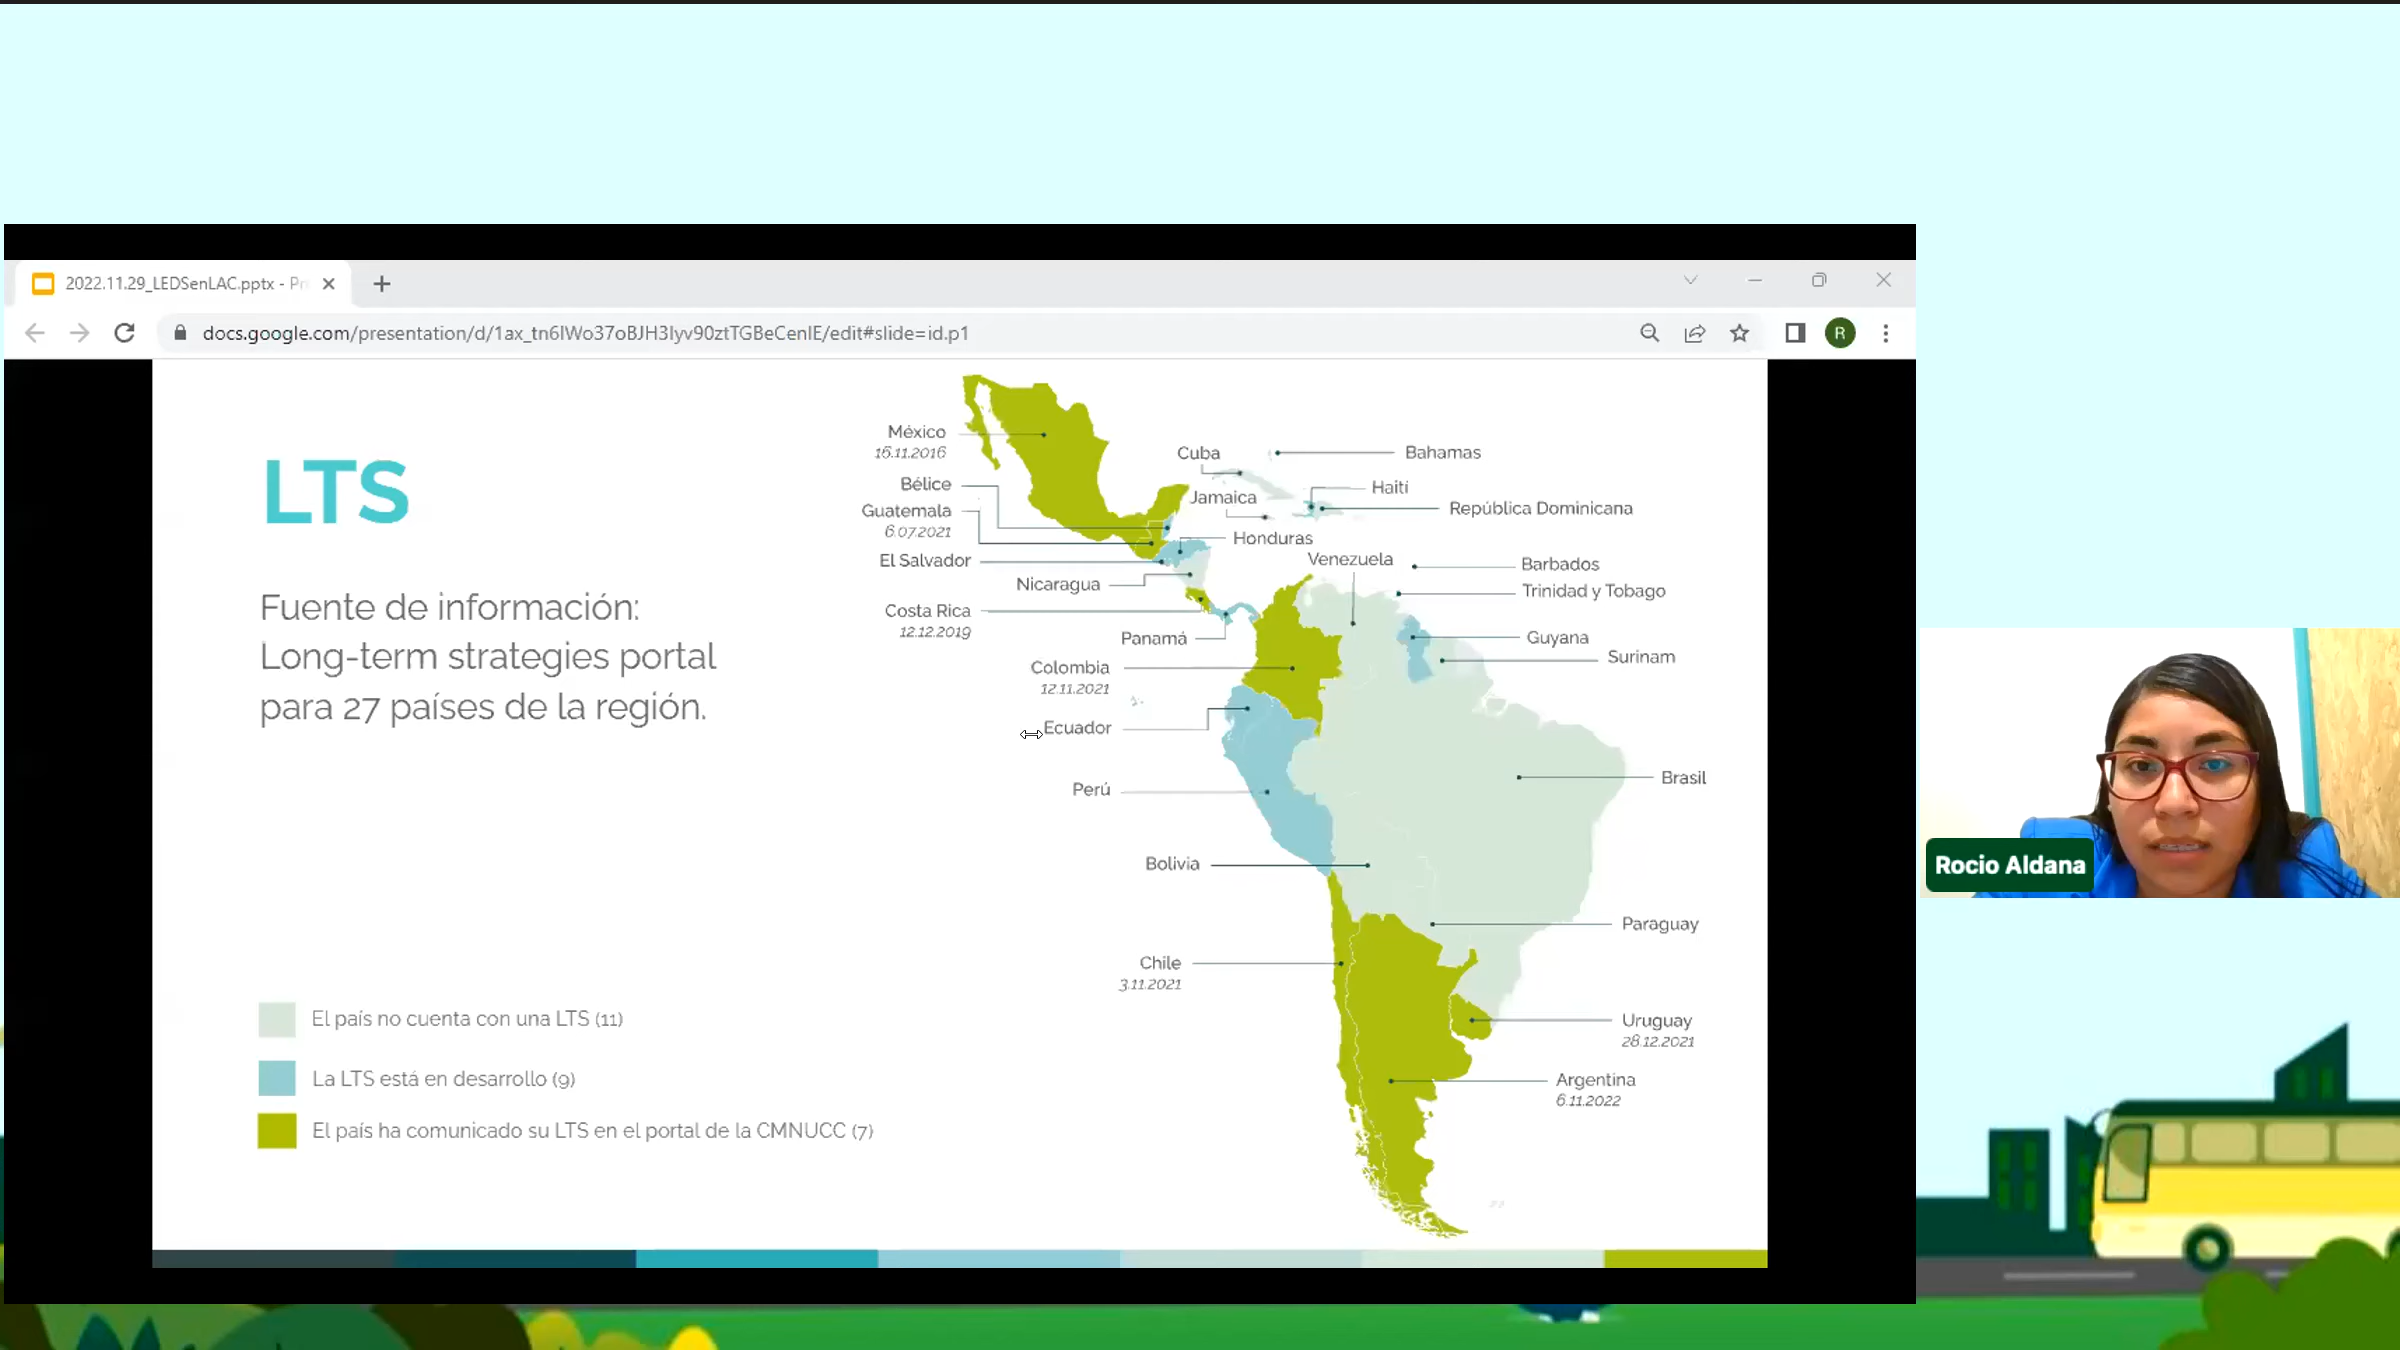 2022.11.29_LEDSenLAC.pptx - Pr
docs.google.com/presentation/d/1ax_tn6lWo37oBJH3lyv90ztTGBeCenlE/edit#slide=id.p1
R
LTS
Fuente de información:
Long-term strategies portal
para 27 países de la región.
El país no cuenta con una LTS (11)
La LTS está en desarrollo (9)
El país ha comunicado su LTS en el portal de la CMNUCC (7)
México
16.11.2016
Bélice
Guatemala
6.07.2021
El Salvador
Nicaragua
Costa Rica
12.12.2019
Panamá
Colombia
12.11.2021
Ecuador
Perú
Bolivia
Chile
3.11.2021
Cuba
Bahamas
Jamaica
Haití
República Dominicana
Honduras
Venezuela
Barbados
Trinidad y Tobago
Guyana
Surinam
Brasil
Paraguay
Uruguay
28.12.2021
Argentina
6.11.2022
Rocio Aldana